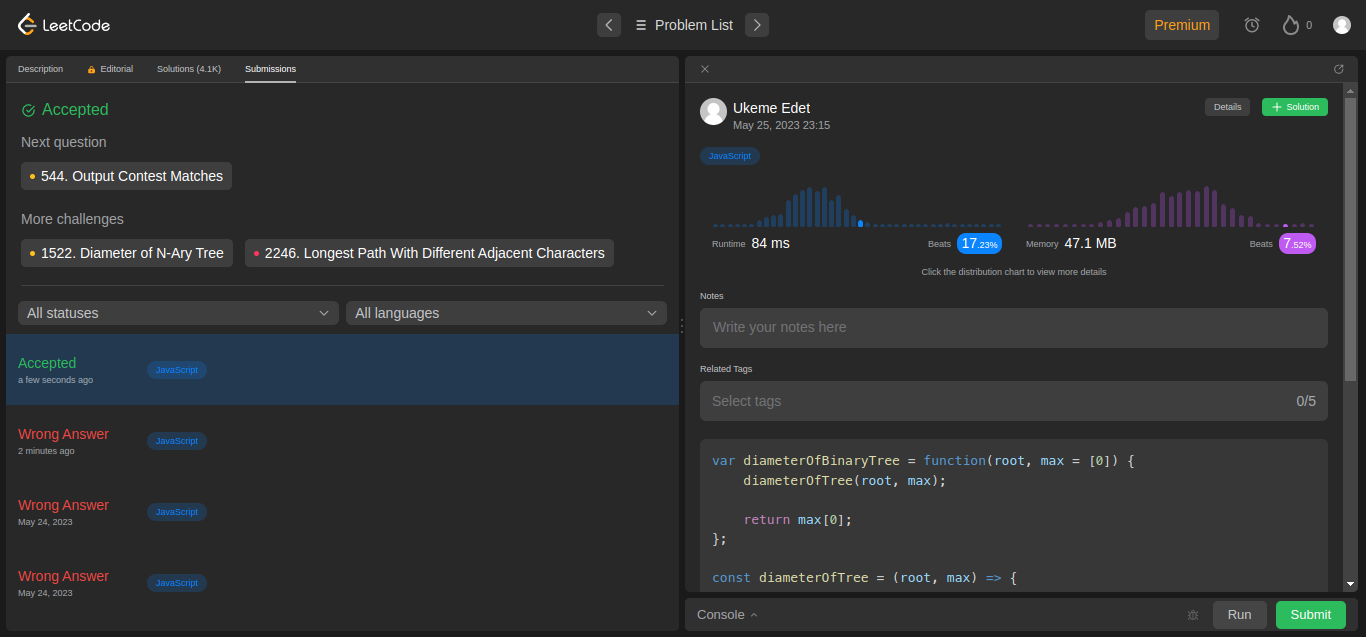 LeetCode
Problem List
Premium
0
Description
Editorial
Solutions (4.1K)
Submissions
Accepted
Next question
544. Output Contest Matches
More challenges
1522. Diameter of N-Ary Tree
2246. Longest Path With Different Adjacent Characters
All statuses
All languages
Accepted
a few seconds ago
JavaScript
Wrong Answer
2 minutes ago
JavaScript
Wrong Answer
May 24, 2023
JavaScript
Wrong Answer
May 24, 2023
JavaScript
Ukeme Edet
May 25, 2023 23:15
Details
Solution
JavaScript
Runtime 84 ms
Beats 17.23%
Memory 47.1 MB
Beats 7.52%
Click the distribution chart to view more details
Notes
Write your notes here
Related Tags
Select tags
0/5
var diameterOfBinaryTree = function(root, max = [0]) {
    diameterOfTree(root, max);
    return max[0];
};
const diameterOfTree = (root, max) => {
Console
Run
Submit